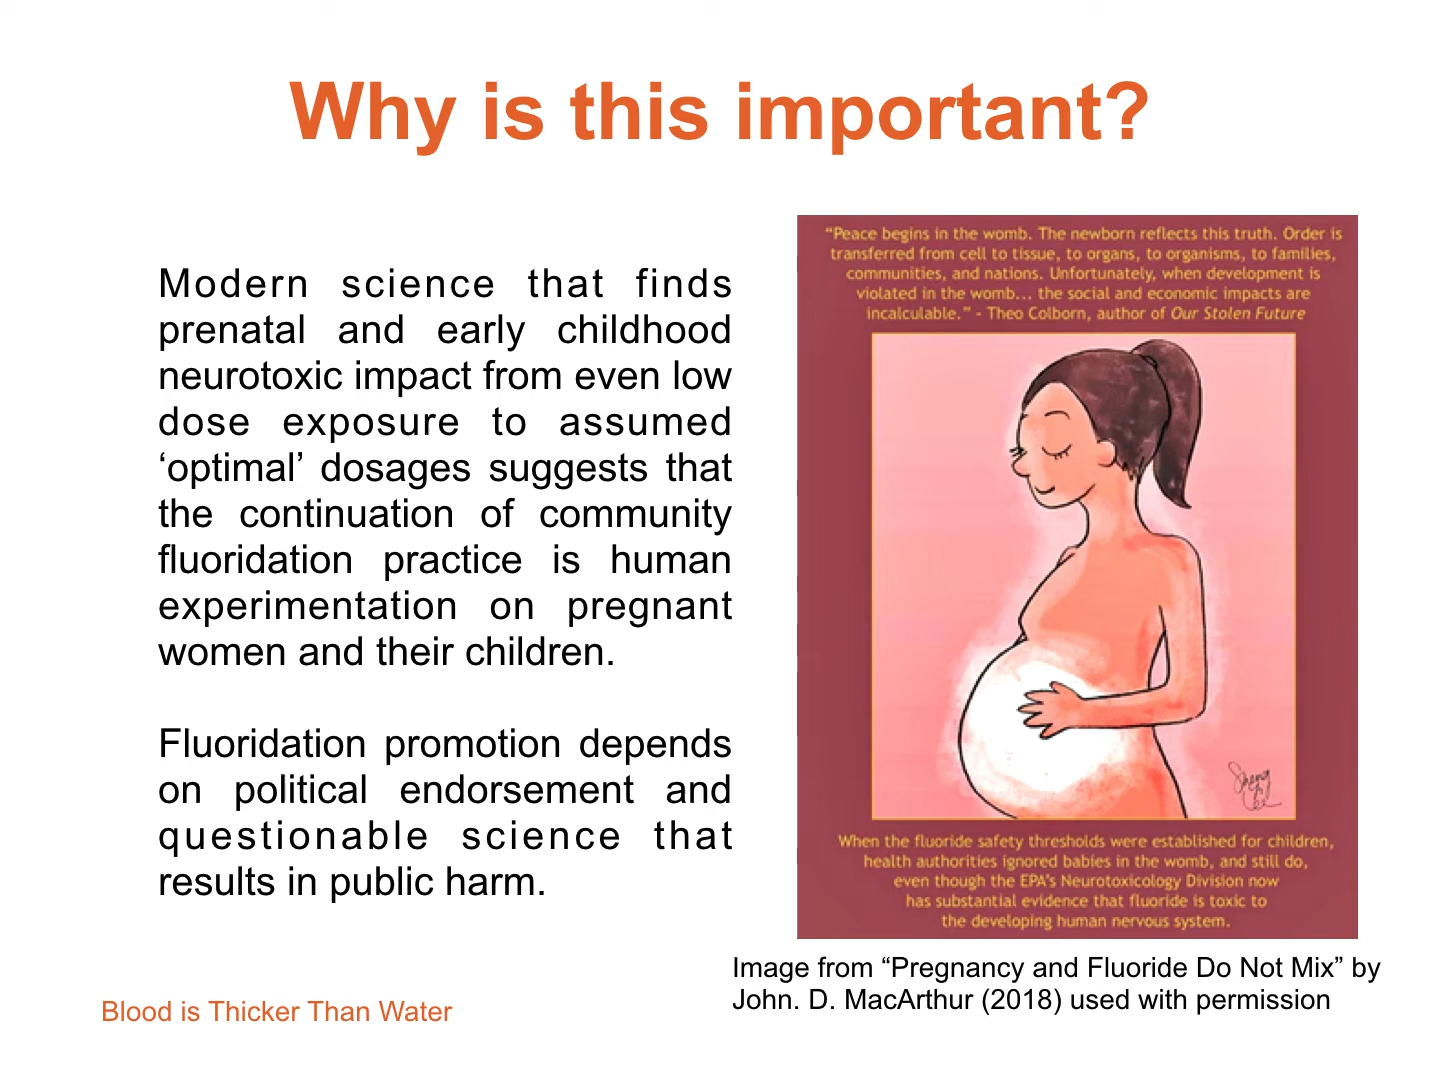 Why is this important?
Modern science that finds
prenatal and early childhood
neurotoxic impact from even low
dose exposure to assumed
‘optimal’ dosages suggests that
the continuation of community
fluoridation practice is human
experimentation on pregnant
women and their children.
Fluoridation promotion depends
on political endorsement and
questionable science that
results in public harm.
“Peace begins in the womb. The newborn reflects this truth. Order is
transferred from cell to tissue, to organs, to organisms, to families,
communities, and nations. Unfortunately, when development is
violated in the womb... the social and economic impacts are
incalculable.” - Theo Colborn, author of Our Stolen Future
Sheng
Lee
When the fluoride safety thresholds were established for children,
health authorities ignored babies in the womb, and still do,
even though the EPA’s Neurotoxicology Division now
has substantial evidence that fluoride is toxic to
the developing human nervous system.
Image from “Pregnancy and Fluoride Do Not Mix” by
John. D. MacArthur (2018) used with permission
Blood is Thicker Than Water